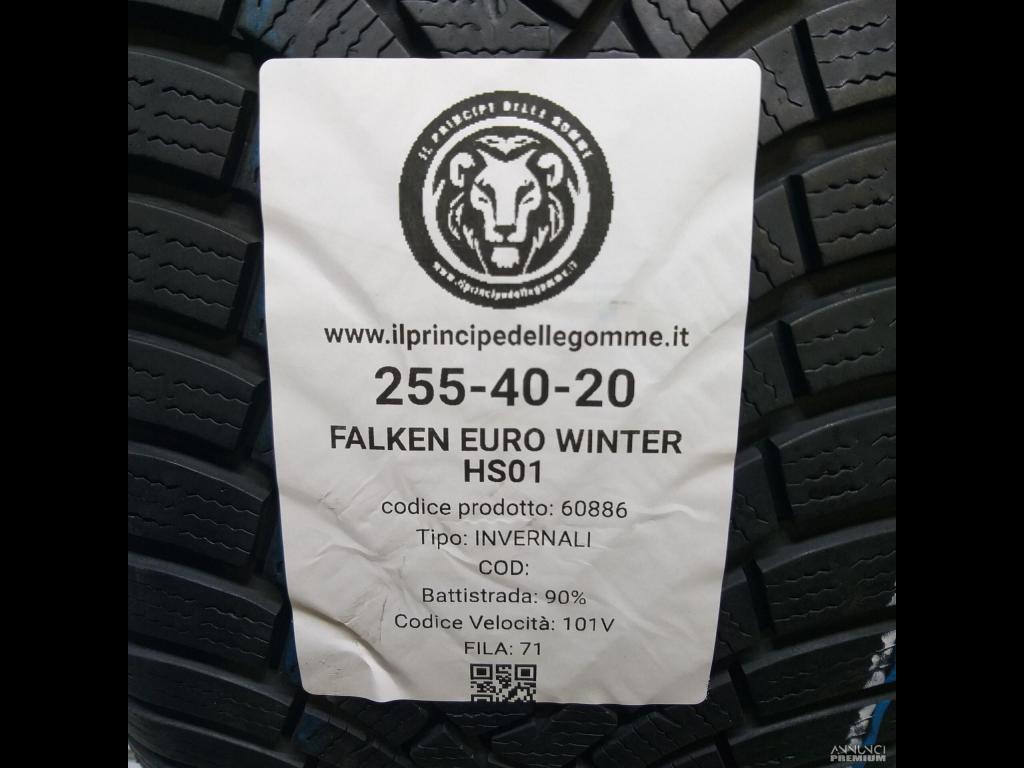 IL PRINCIPE DELLE GOMME
www.ilprincipedellegomme.it
www.ilprincipedellegomme.it
255-40-20
FALKEN EURO WINTER
HS01
codice prodotto: 60886
Tipo: INVERNALI
COD:
Battistrada: 90%
Codice Velocità: 101V
FILA: 71
ANNUNCI
PREMIUM